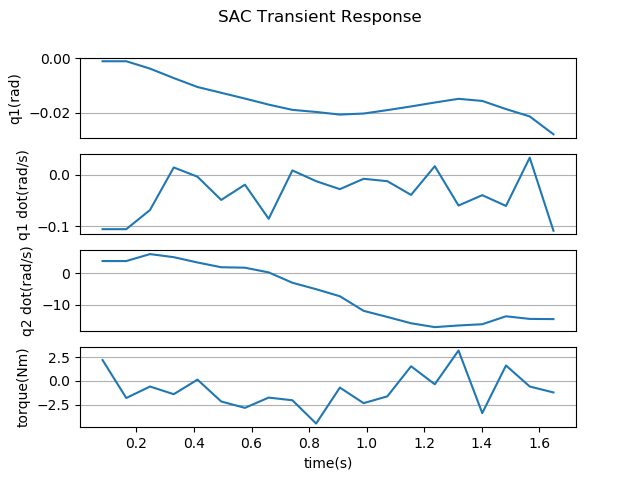 SAC Transient Response
q1(rad)
0.00
−0.02
q1 dot(rad/s)
0.0
−0.1
q2 dot(rad/s)
0
−10
torque(Nm)
2.5
0.0
−2.5
0.2 0.4 0.6 0.8 1.0 1.2 1.4 1.6
time(s)